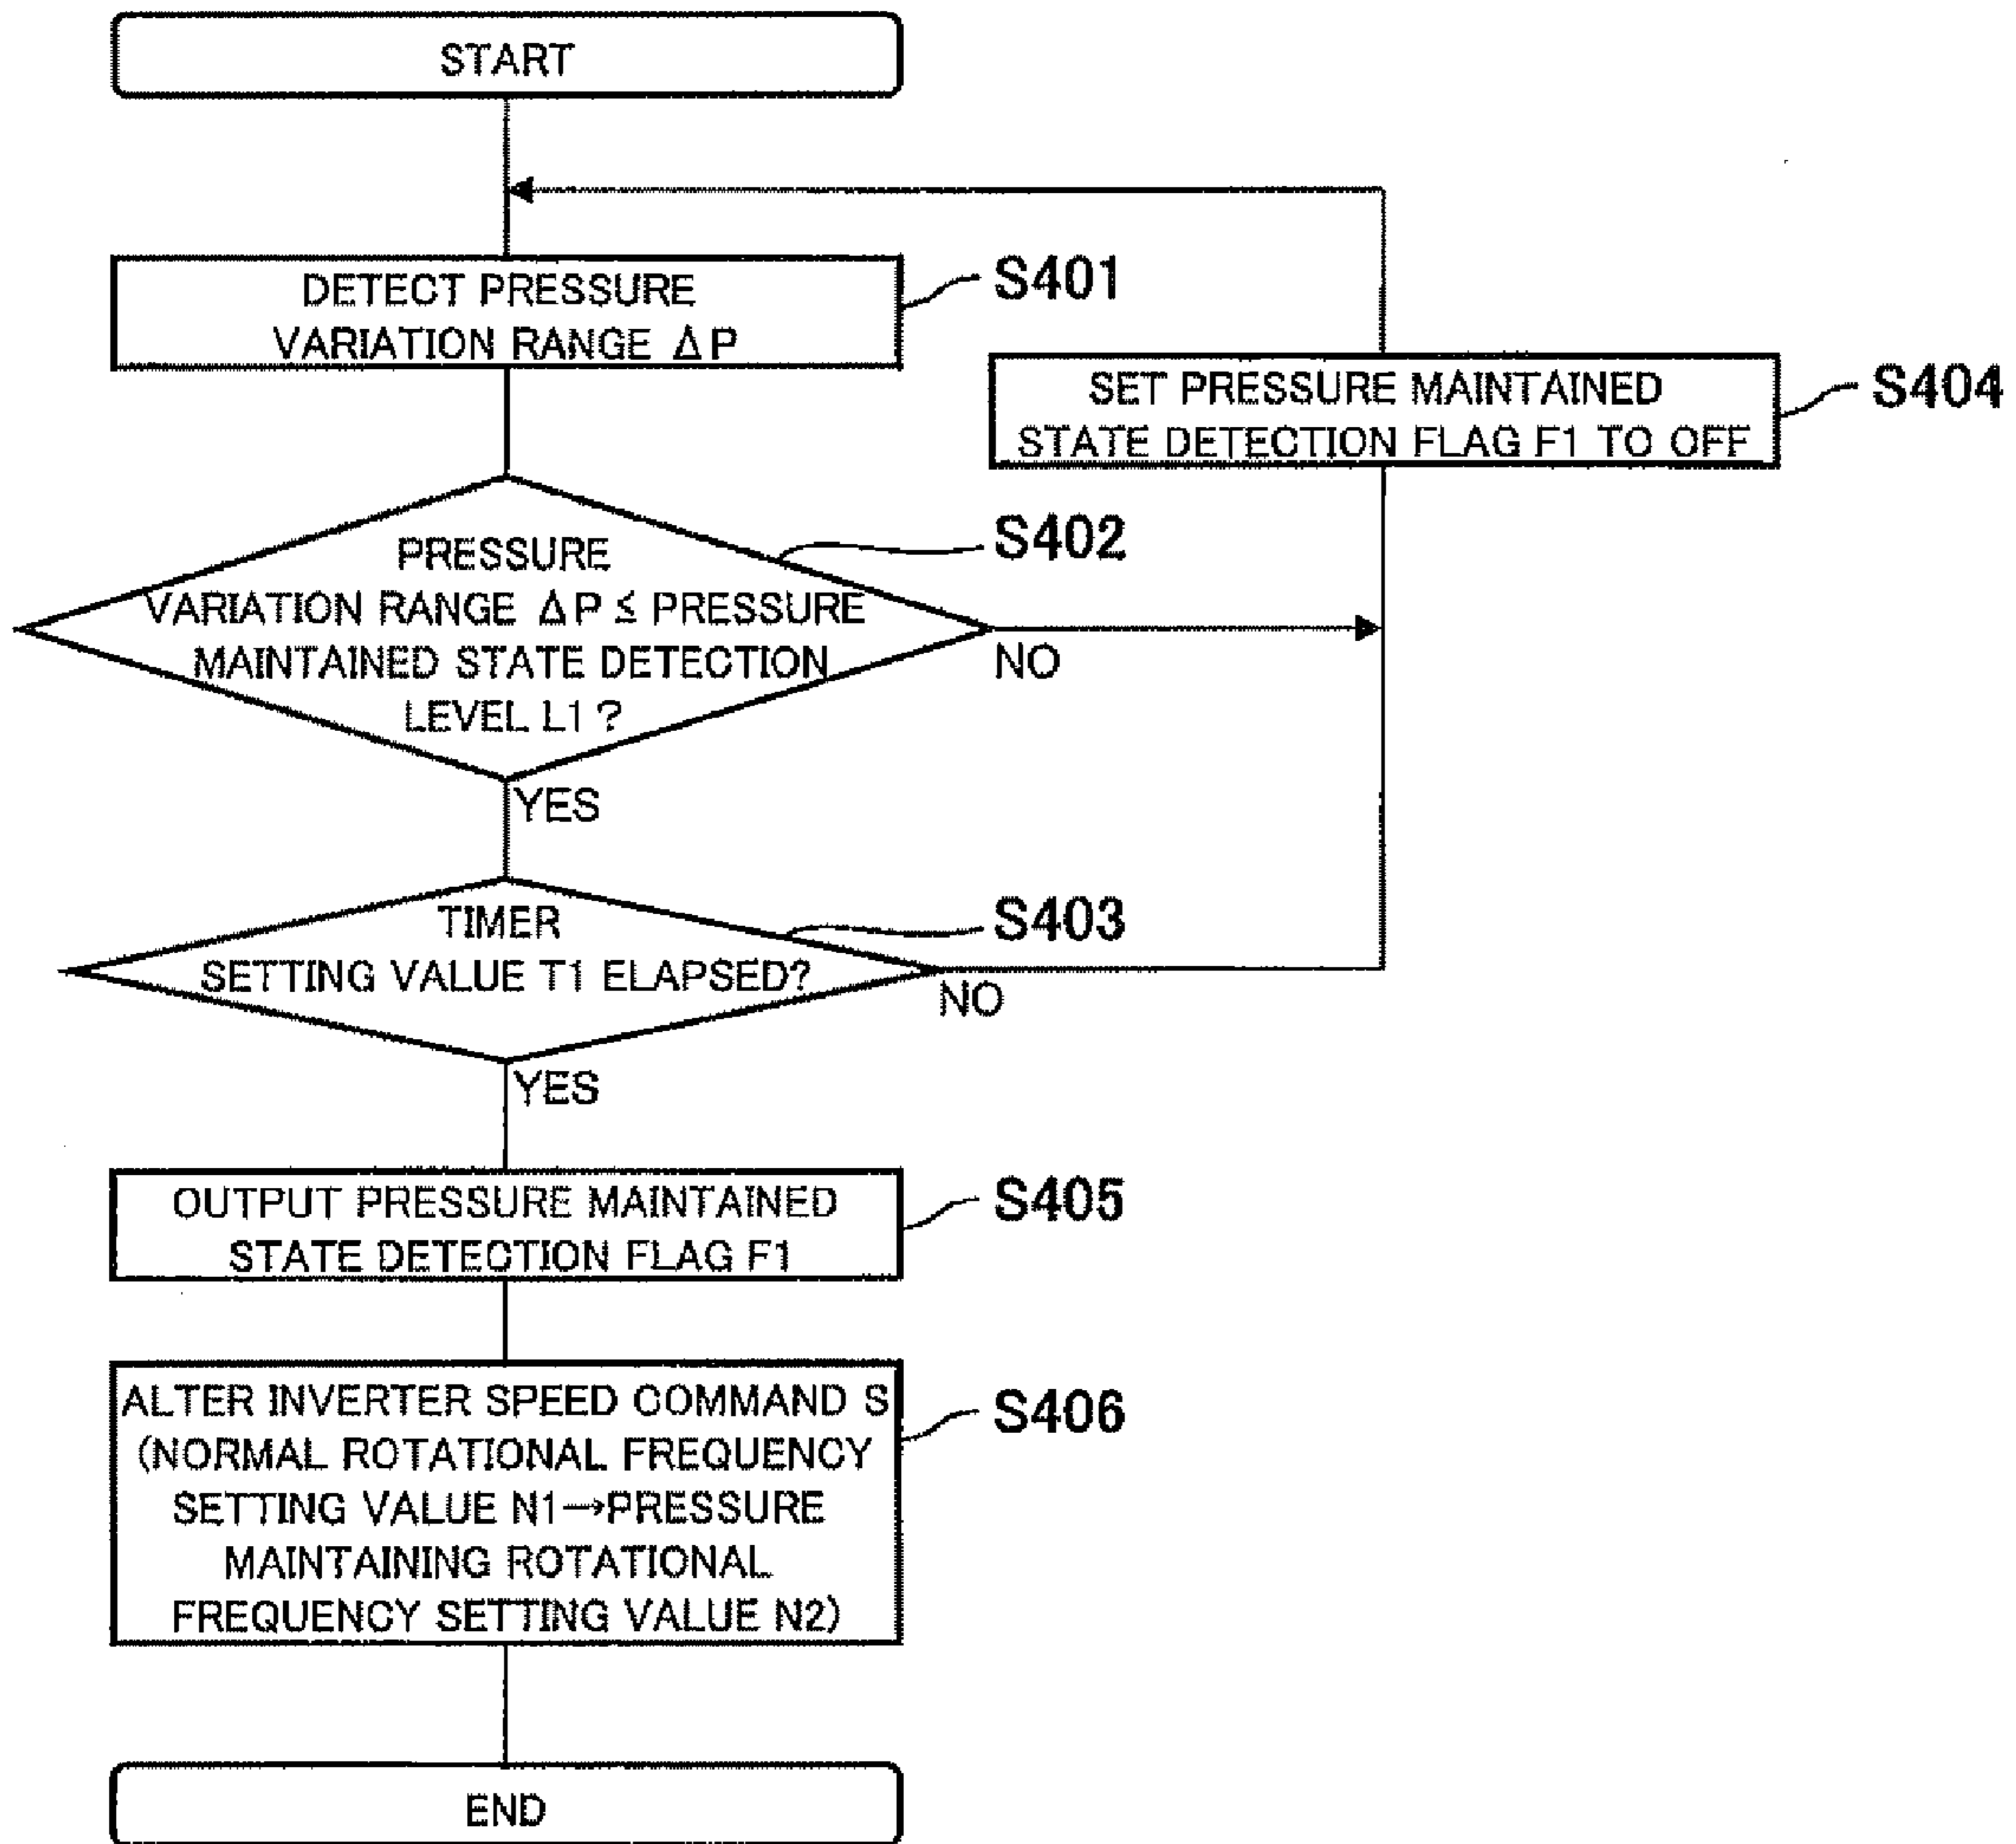 START
DETECT PRESSURE
VARIATION RANGE ΔP
S401
SET PRESSURE MAINTAINED
STATE DETECTION FLAG F1 TO OFF
S404
PRESSURE
VARIATION RANGE ΔP ≤ PRESSURE
MAINTAINED STATE DETECTION
LEVEL L1?
S402
NO
YES
TIMER
SETTING VALUE T1 ELAPSED?
S403
NO
YES
OUTPUT PRESSURE MAINTAINED
STATE DETECTION FLAG F1
S405
ALTER INVERTER SPEED COMMAND S
(NORMAL ROTATIONAL FREQUENCY
SETTING VALUE N1→PRESSURE
MAINTAINING ROTATIONAL
FREQUENCY SETTING VALUE N2)
S406
END